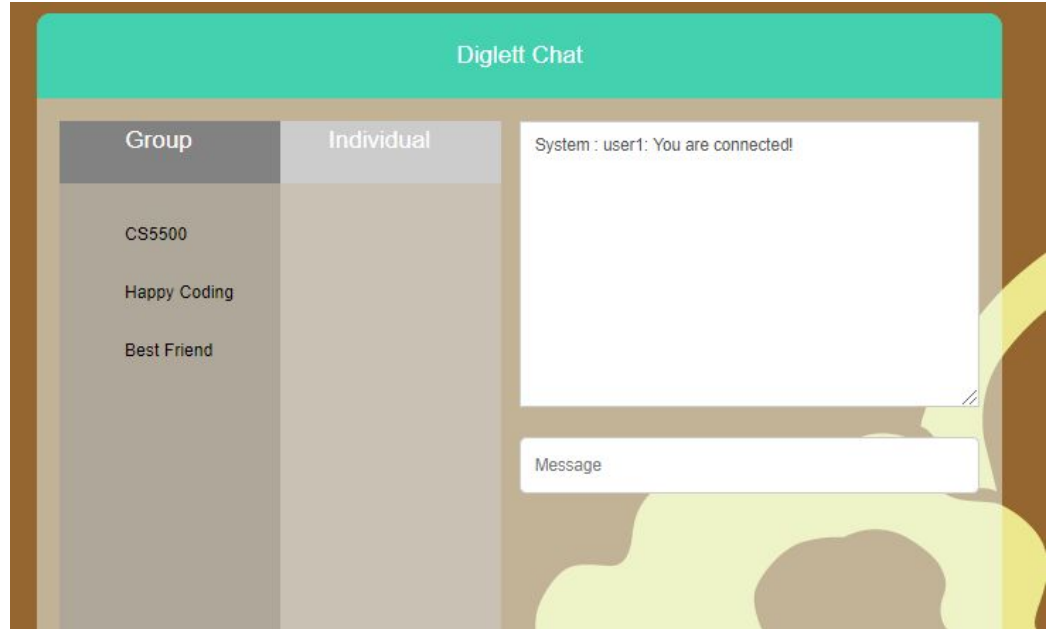 Diglett Chat
Group
Individual
CS5500
Happy Coding
Best Friend
System : user1: You are connected!
Message